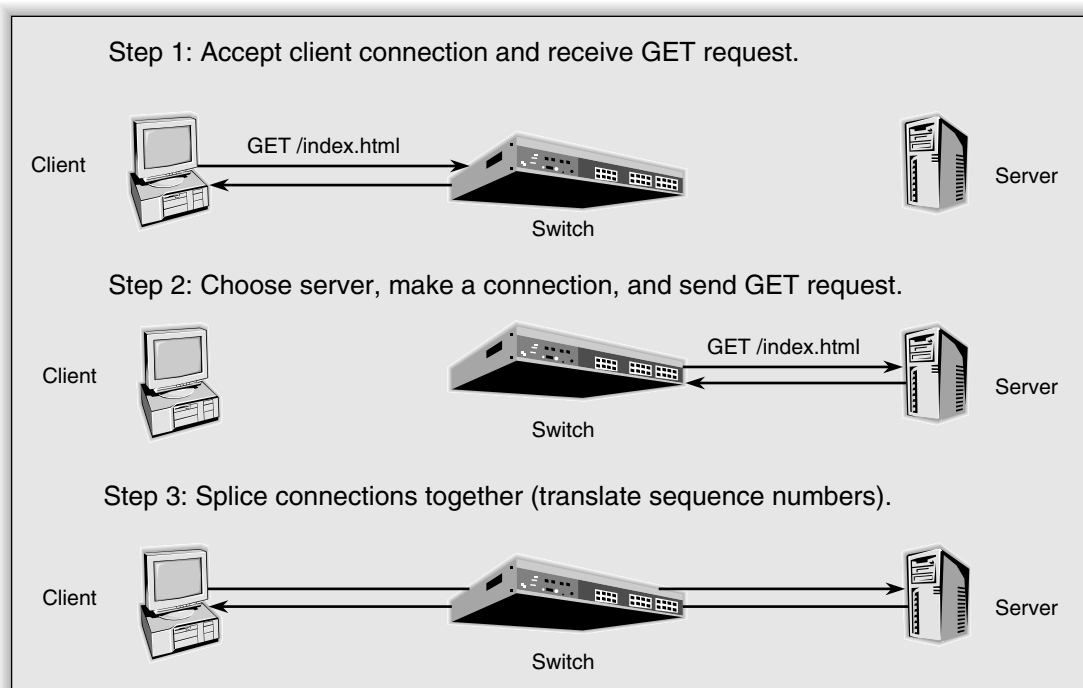 Step 1: Accept client connection and receive GET request.
GET /index.html
Client
Server
Switch
Step 2: Choose server, make a connection, and send GET request.
GET /index.html
Client
Server
Switch
Step 3: Splice connections together (translate sequence numbers).
Client
Server
Switch